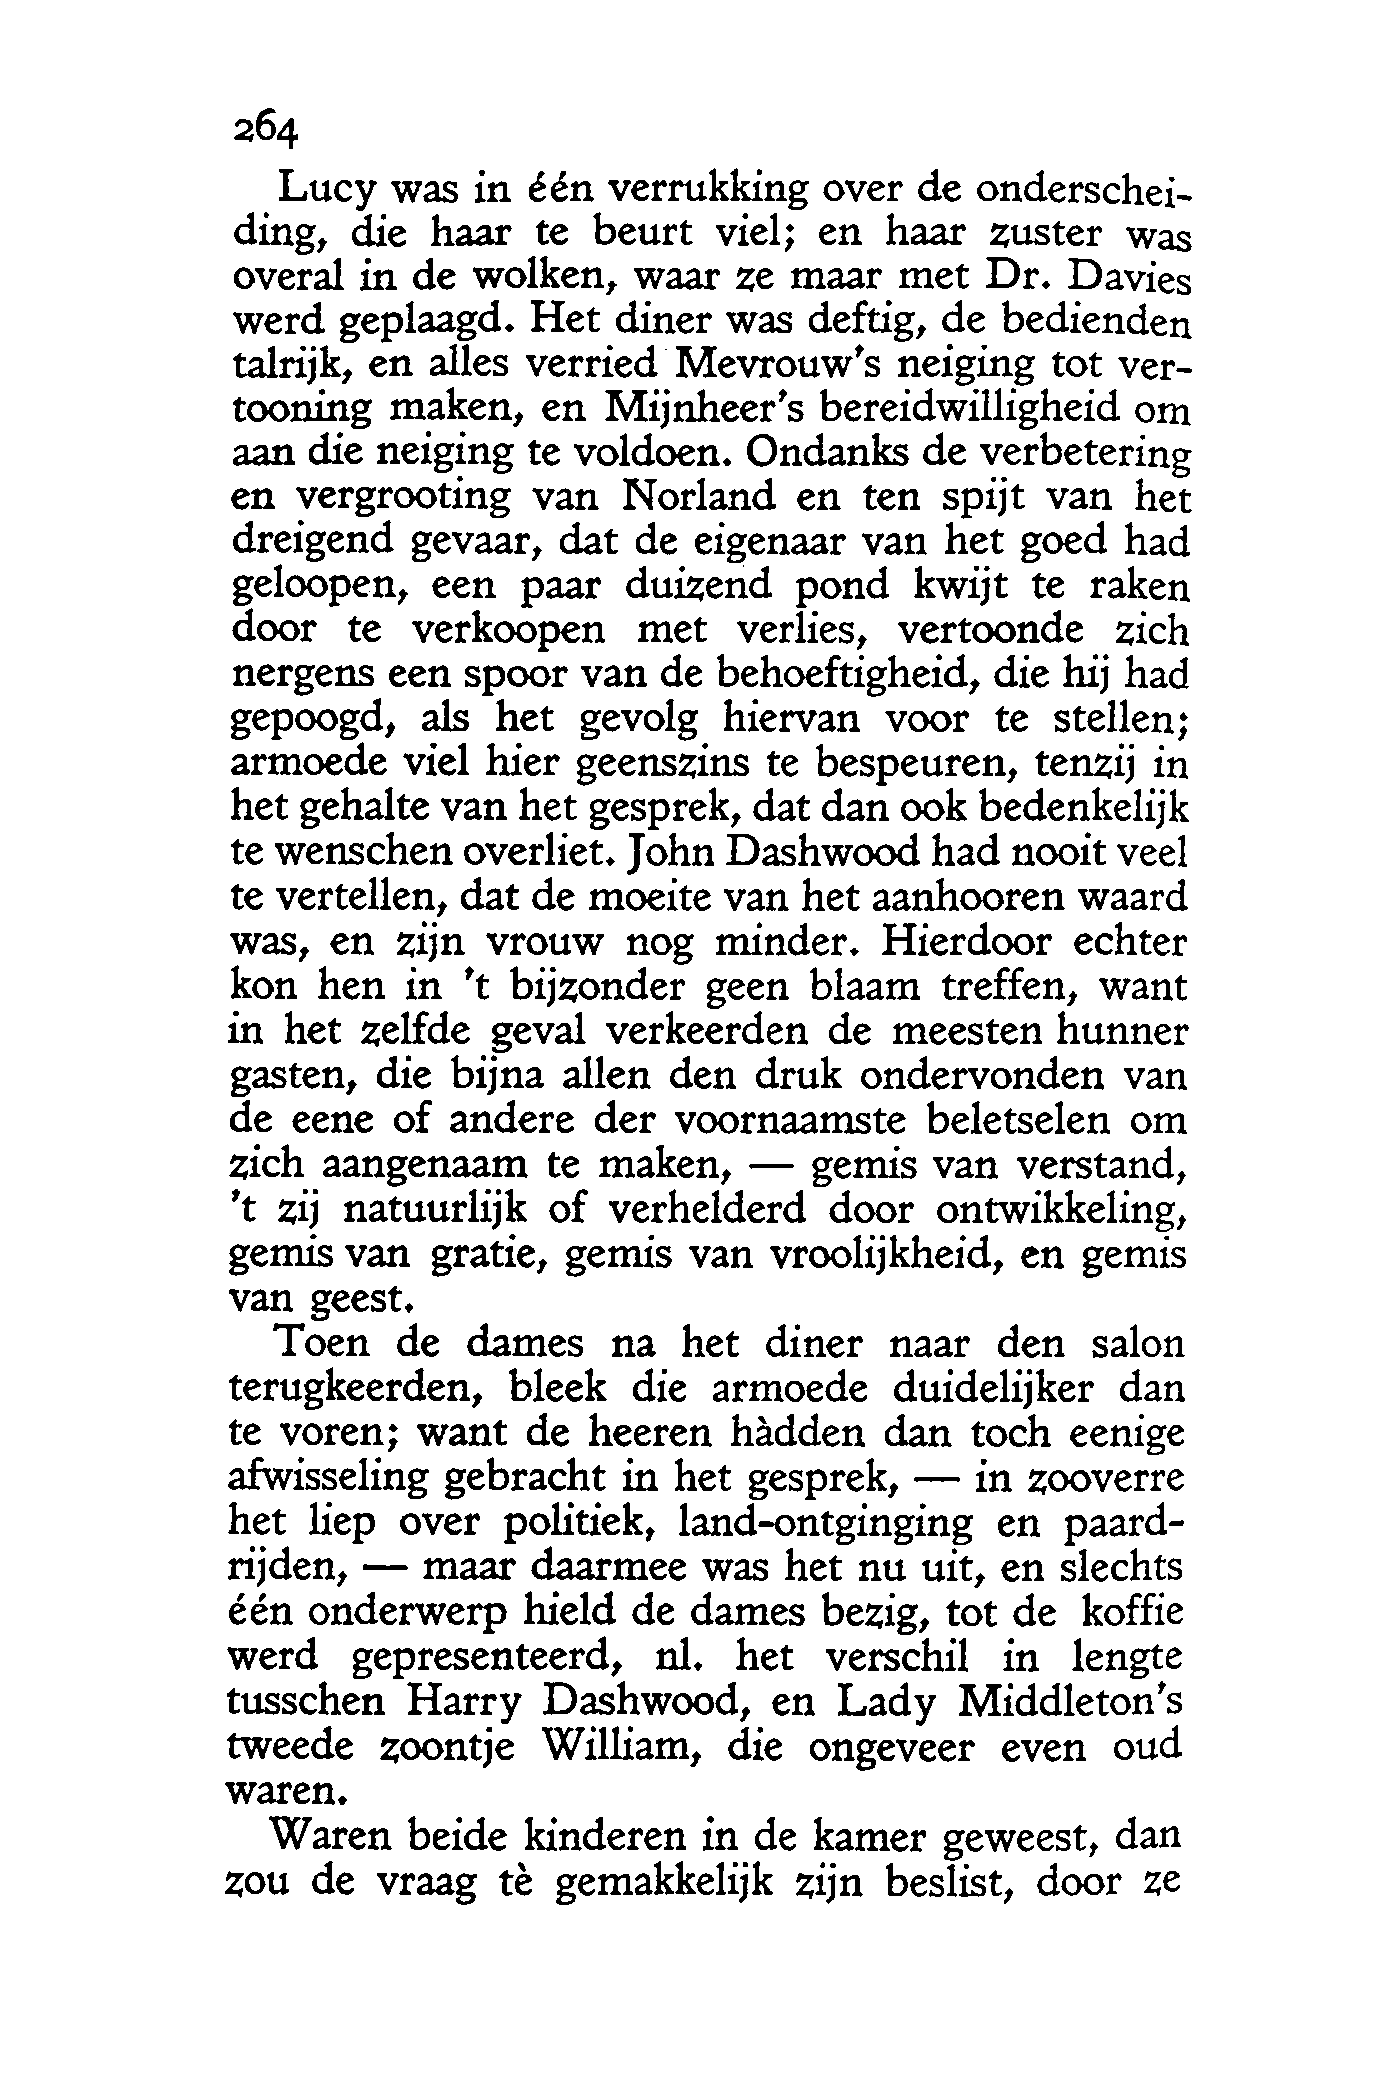 264
Lucy was in één verrukking over de onderschei-
ding, die haar te beurt viel; en haar zuster was
overal in de wolken, waar ze maar met Dr. Davies
werd geplaagd. Het diner was deftig, de bedienden
talrijk, en alles verried Mevrouw's neiging tot ver-
tooning maken, en Mijnheer's bereidwilligheid om
aan die neiging te voldoen. Ondanks de verbetering
en vergrooting van Norland en ten spijt van het
dreigend gevaar, dat de eigenaar van het goed had
geloopen, een paar duizend pond kwijt te raken
door te verkoopen met verlies, vertoonde zich
nergens een spoor van de behoeftigheid, die hij had
gepoogd, als het gevolg hiervan voor te stellen;
armoede viel hier geenszins te bespeuren, tenzij in
het gehalte van het gesprek, dat dan ook bedenkelijk
te wenschen overliet. John Dashwood had nooit veel
te vertellen, dat de moeite van het aanhooren waard
was, en zijn vrouw nog minder. Hierdoor echter
kon hen in 't bijzonder geen blaam treffen, want
in het zelfde geval verkeerden de meesten hunner
gasten, die bijna allen den druk ondervonden van
de eene of andere der voornaamste beletselen om
zich aangenaam te maken, — gemis van verstand,
't zij natuurlijk of verhelderd door ontwikkeling,
gemis van gratie, gemis van vroolijkheid, en gemis
van geest.
Toen de dames na het diner naar den salon
terugkeerden, bleek die armoede duidelijker dan
te voren; want de heeren hàdden dan toch eenige
afwisseling gebracht in het gesprek, — in zooverre
het liep over politiek, land-ontginging en paard-
rijden, — maar daarmee was het nu uit, en slechts
één onderwerp hield de dames bezig, tot de koffie
werd gepresenteerd, nl. het verschil in lengte
tusschen Harry Dashwood, en Lady Middleton's
tweede zoontje William, die ongeveer even oud
waren.
Waren beide kinderen in de kamer geweest, dan
zou de vraag tè gemakkelijk zijn beslist, door ze